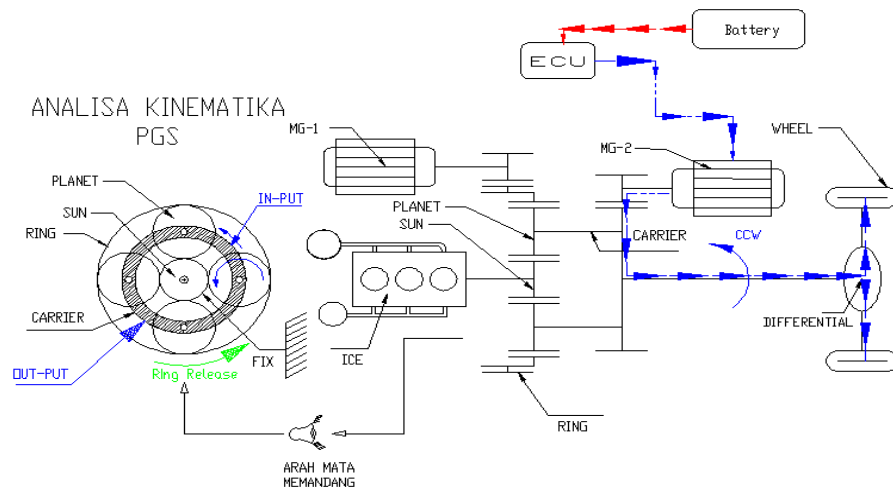 Battery
ECU
ANALISA KINEMATIKA
PGS
MG-1
WHEEL
MG-2
PLANET
SUN
RING
IN-PUT
PLANET
SUN
CARRIER
CCW
CARRIER
FIX
ICE
DIFFERENTIAL
OUT-PUT
Ring Release
RING
ARAH MATA
MEMANDANG